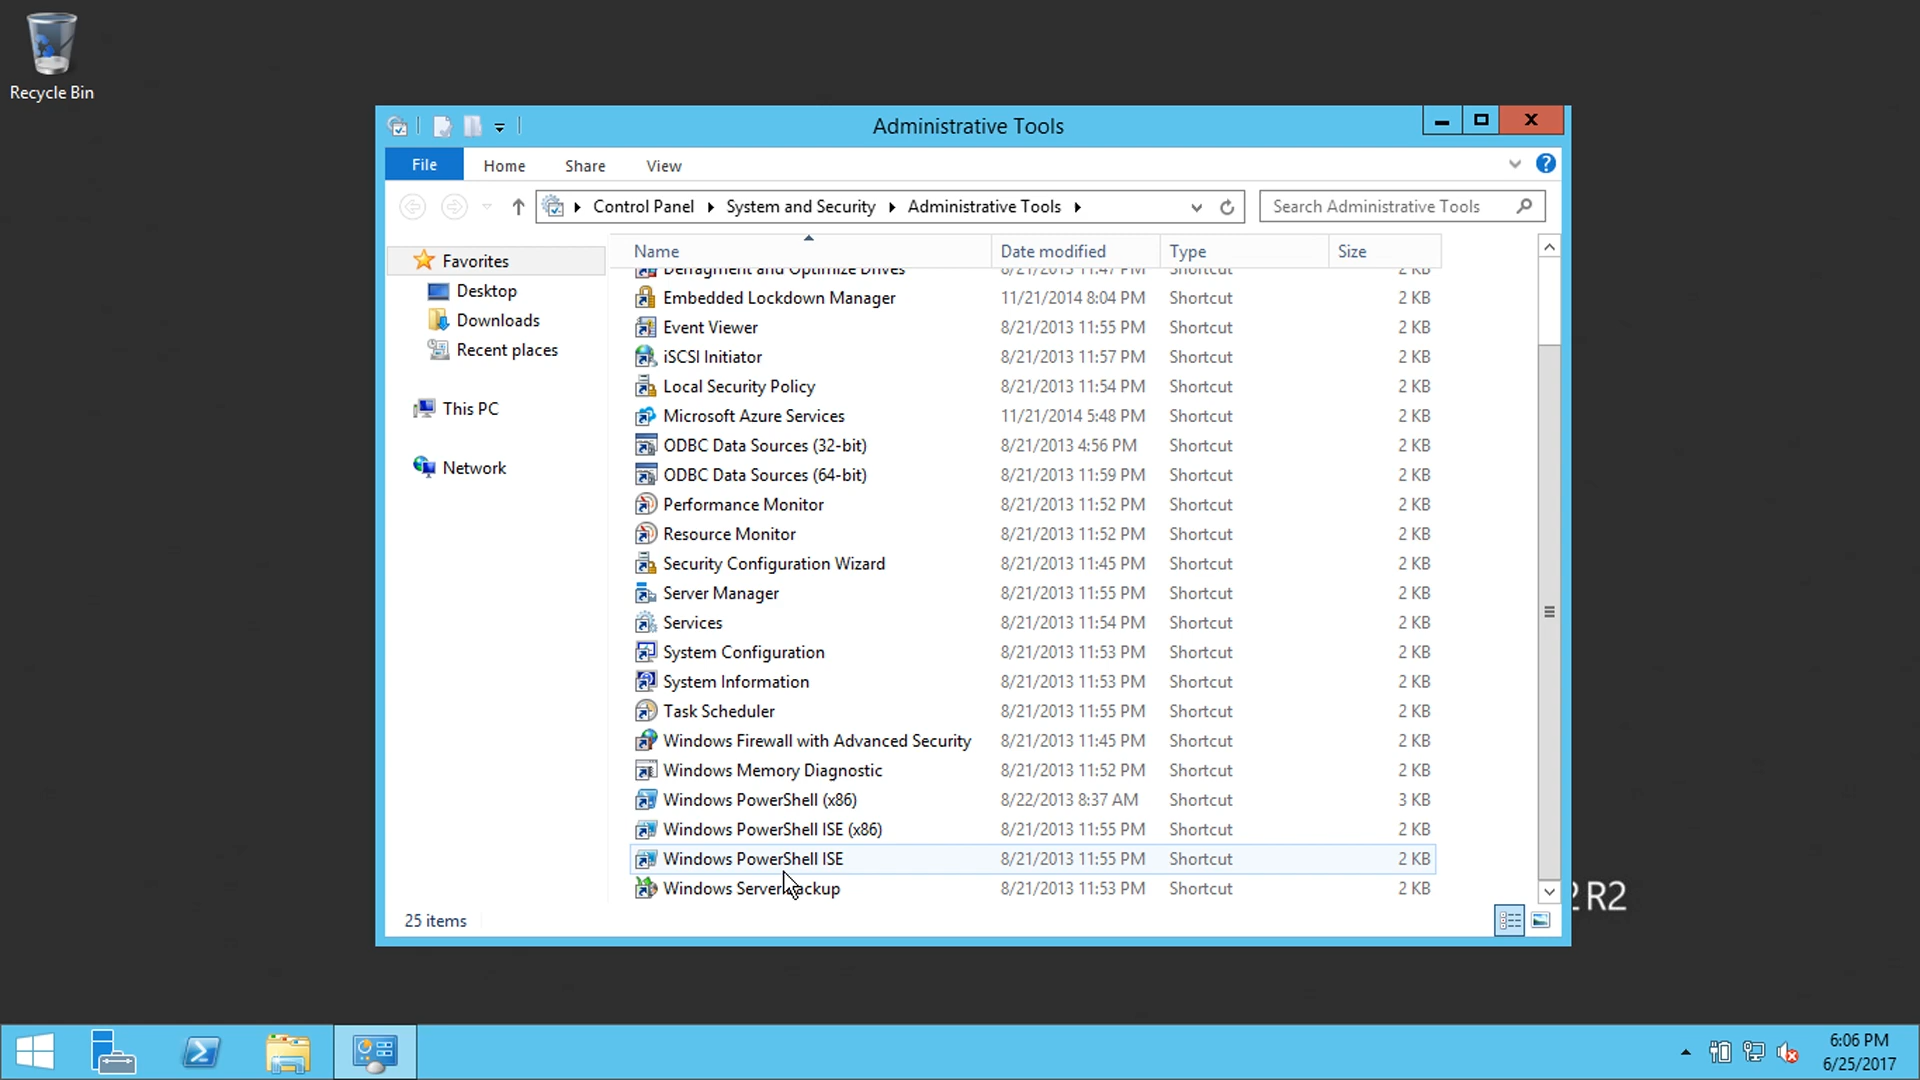 Recycle Bin
Administrative Tools
File Home Share View
Control Panel System and Security Administrative Tools
Search Administrative Tools
Favorites
Desktop
Downloads
Recent places
This PC
Network
Name Date modified Type Size
Defragment and Optimize Drives 8/21/2013 11:47 PM Shortcut 2 KB
Embedded Lockdown Manager 11/21/2014 8:04 PM Shortcut 2 KB
Event Viewer 8/21/2013 11:55 PM Shortcut 2 KB
iSCSI Initiator 8/21/2013 11:57 PM Shortcut 2 KB
Local Security Policy 8/21/2013 11:54 PM Shortcut 2 KB
Microsoft Azure Services 11/21/2014 5:48 PM Shortcut 2 KB
ODBC Data Sources (32-bit) 8/21/2013 4:56 PM Shortcut 2 KB
ODBC Data Sources (64-bit) 8/21/2013 11:59 PM Shortcut 2 KB
Performance Monitor 8/21/2013 11:52 PM Shortcut 2 KB
Resource Monitor 8/21/2013 11:52 PM Shortcut 2 KB
Security Configuration Wizard 8/21/2013 11:45 PM Shortcut 2 KB
Server Manager 8/21/2013 11:55 PM Shortcut 2 KB
Services 8/21/2013 11:54 PM Shortcut 2 KB
System Configuration 8/21/2013 11:53 PM Shortcut 2 KB
System Information 8/21/2013 11:53 PM Shortcut 2 KB
Task Scheduler 8/21/2013 11:55 PM Shortcut 2 KB
Windows Firewall with Advanced Security 8/21/2013 11:45 PM Shortcut 2 KB
Windows Memory Diagnostic 8/21/2013 11:52 PM Shortcut 2 KB
Windows PowerShell (x86) 8/22/2013 8:37 AM Shortcut 3 KB
Windows PowerShell ISE (x86) 8/21/2013 11:55 PM Shortcut 2 KB
Windows PowerShell ISE 8/21/2013 11:55 PM Shortcut 2 KB
Windows Server Backup 8/21/2013 11:53 PM Shortcut 2 KB
25 items
2 R2
6:06 PM
6/25/2017